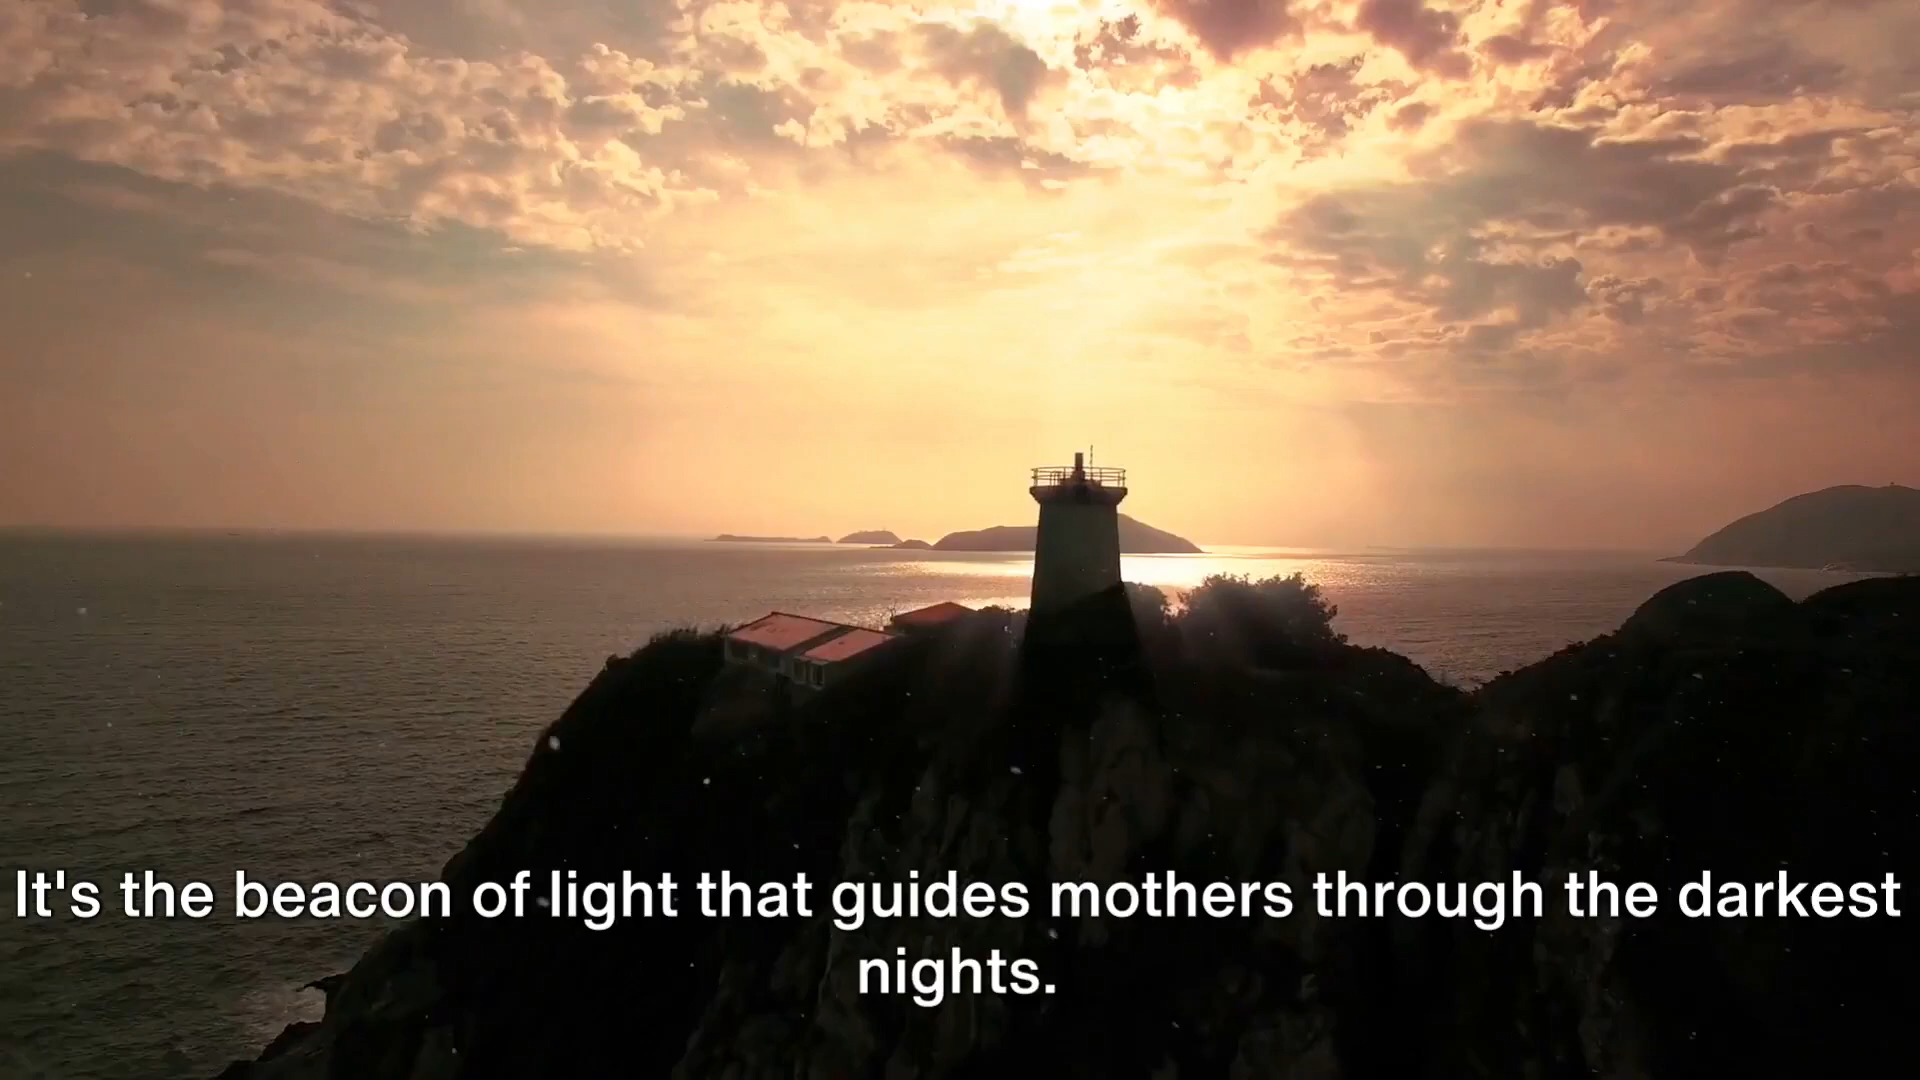 It's the beacon of light that guides mothers through the darkest
nights.